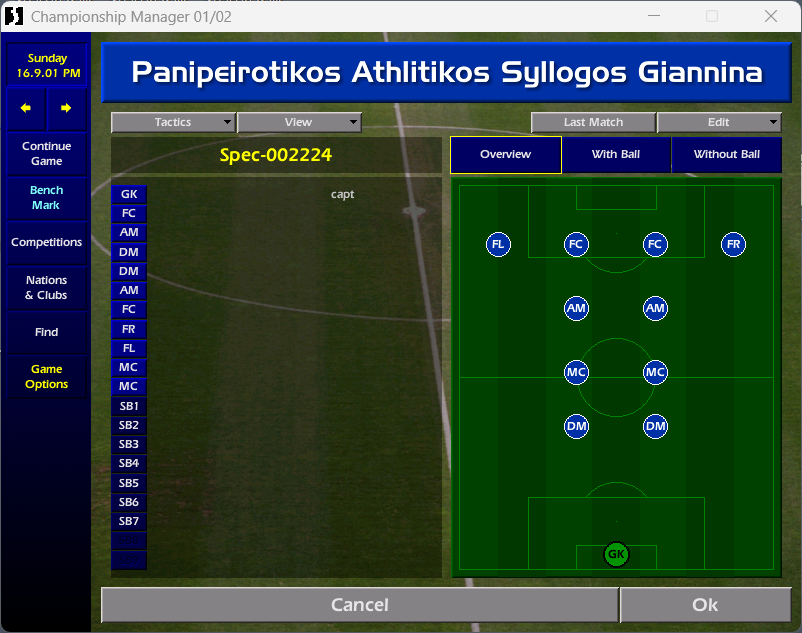 Championship Manager 01/02
Sunday
16.9.01 PM
Continue
Game
Bench
Mark
Competitions
Nations
& Clubs
Find
Game
Options
Panipeirotikos Athlitikos Syllogos Giannina
Tactics
View
Last Match
Edit
Spec-002224
Overview
With Ball
Without Ball
GK
capt
FC
AM
DM
DM
AM
FC
FR
FL
MC
MC
SB1
SB2
SB3
SB4
SB5
SB6
SB7
FL FC FC FR
AM AM
MC MC
DM DM
GK
Cancel
Ok